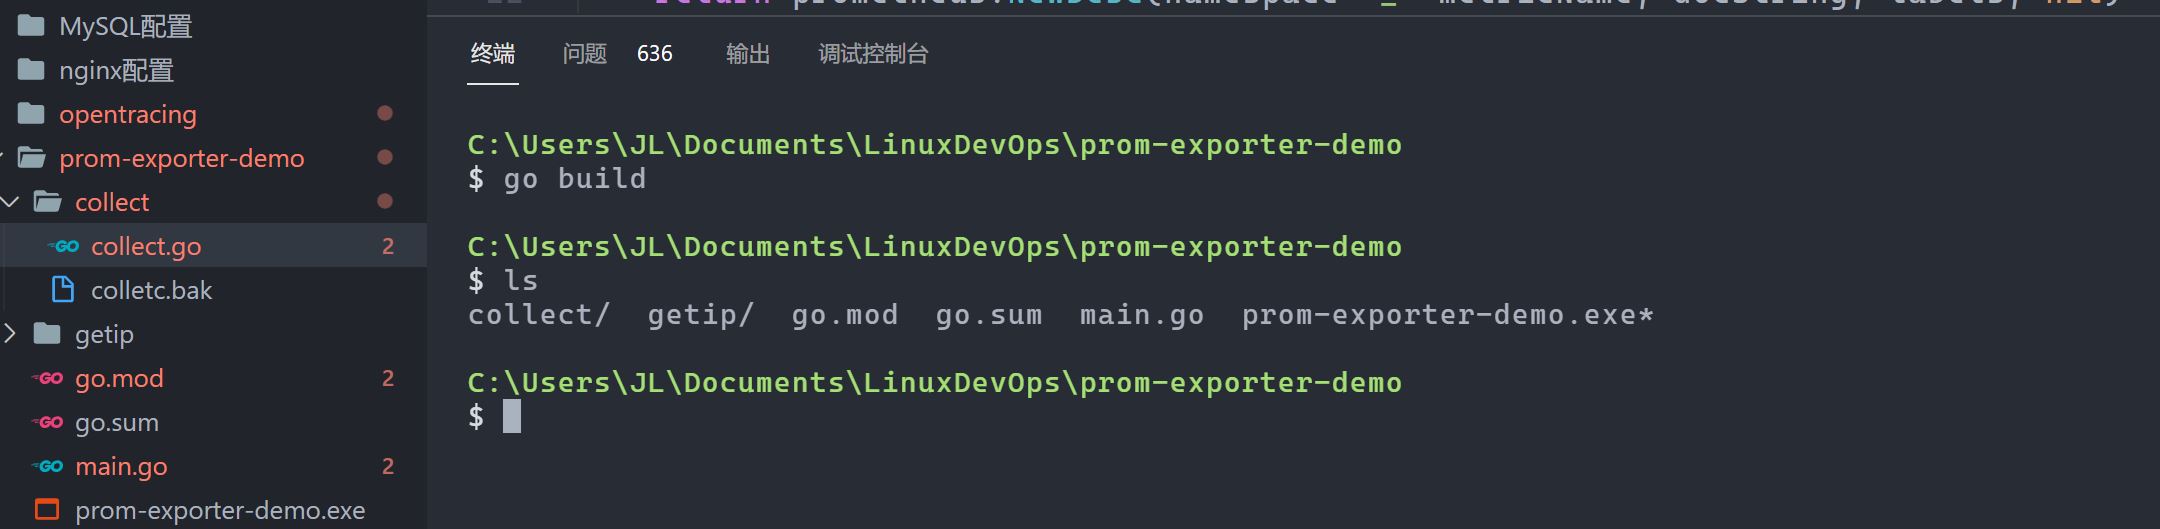 MySQL配置
nginx配置
opentracing
prom-exporter-demo
collect
GO collect.go 2
colletc.bak
getip
GO go.mod 2
GO go.sum
GO main.go 2
prom-exporter-demo.exe
终端 问题 636 输出 调试控制台
C:\Users\JL\Documents\LinuxDevOps\prom-exporter-demo
$ go build
C:\Users\JL\Documents\LinuxDevOps\prom-exporter-demo
$ ls
collect/ getip/ go.mod go.sum main.go prom-exporter-demo.exe*
C:\Users\JL\Documents\LinuxDevOps\prom-exporter-demo
$